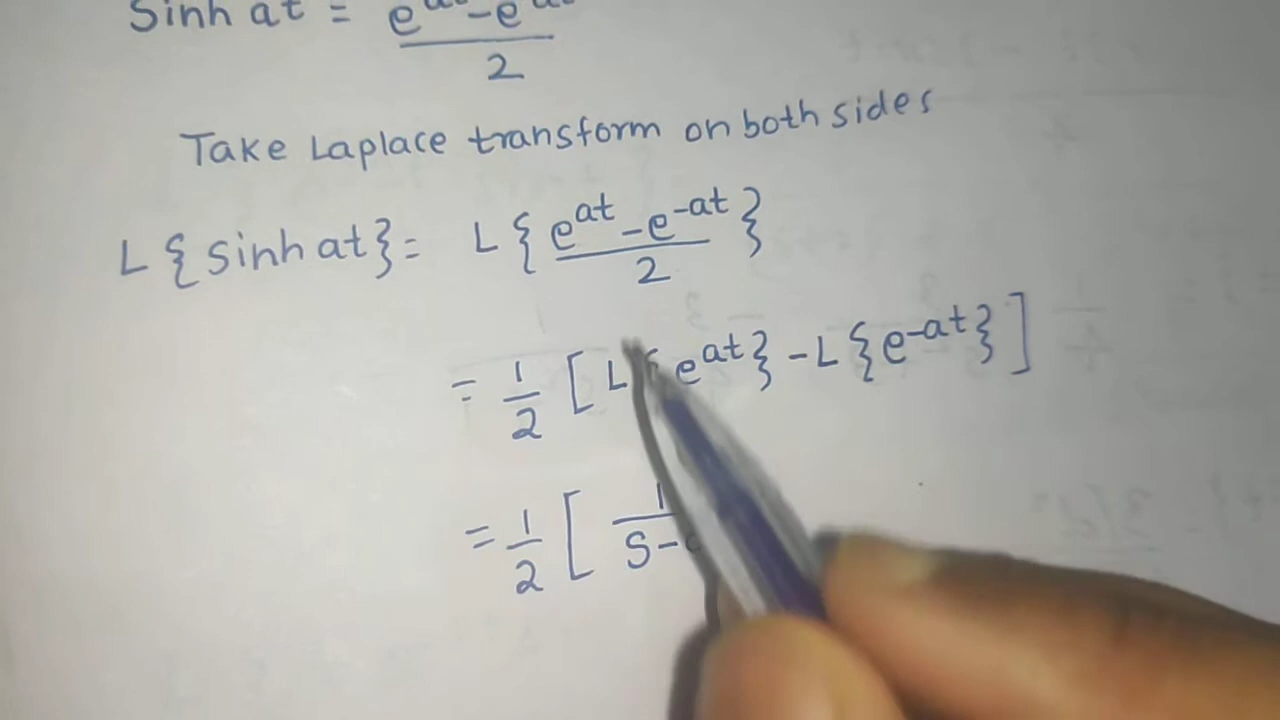 Sinh at = e^at - e^a / 2
Take Laplace transform on both sides
L{sinh at} = L{e^at - e^-at / 2}
= 1/2 [L{e^at} - L{e^-at}]
= 1/2 [1 / S-